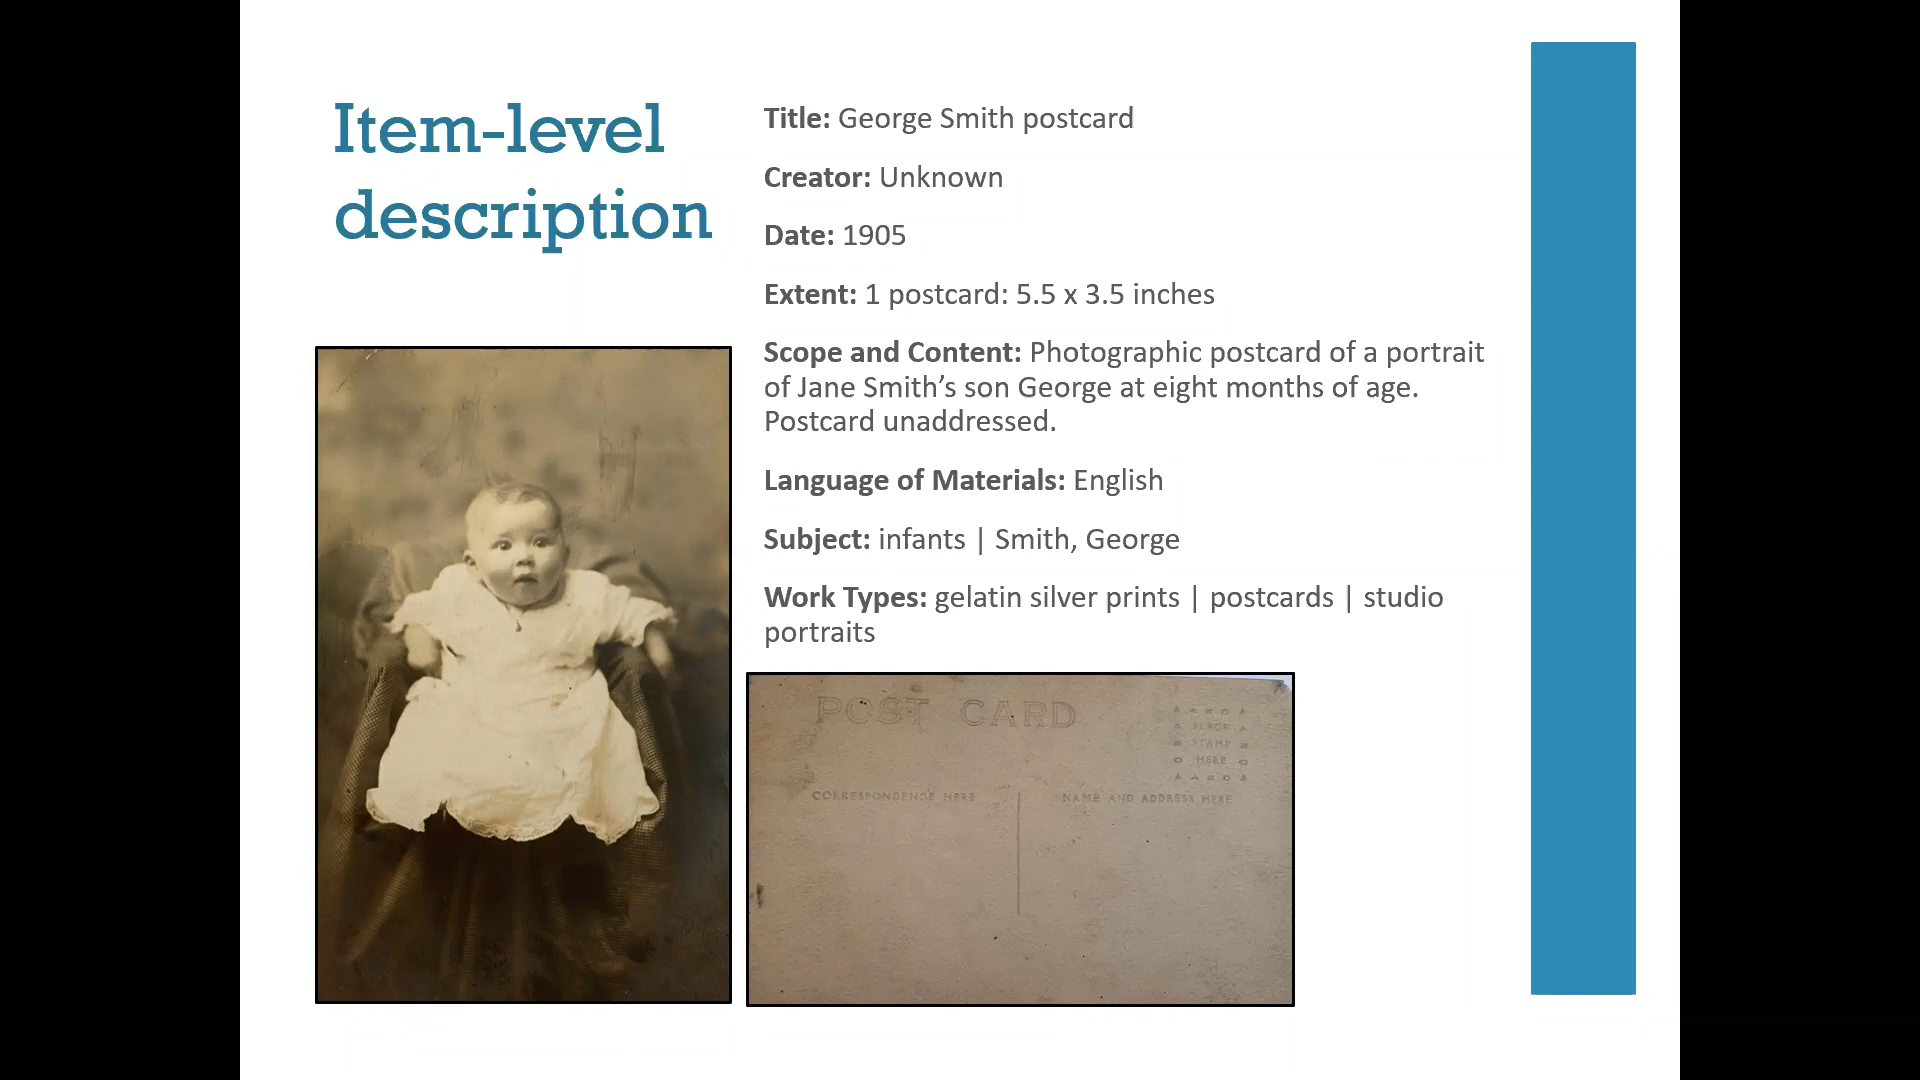 Item-level
description
Title: George Smith postcard
Creator: Unknown
Date: 1905
Extent: 1 postcard: 5.5 x 3.5 inches
Scope and Content: Photographic postcard of a portrait
of Jane Smith’s son George at eight months of age.
Postcard unaddressed.
Language of Materials: English
Subject: infants | Smith, George
Work Types: gelatin silver prints | postcards | studio
portraits
POST CARD
AZO
PLACE
STAMP
HERE
AZO
CORRESPONDENCE HERE
NAME AND ADDRESS HERE